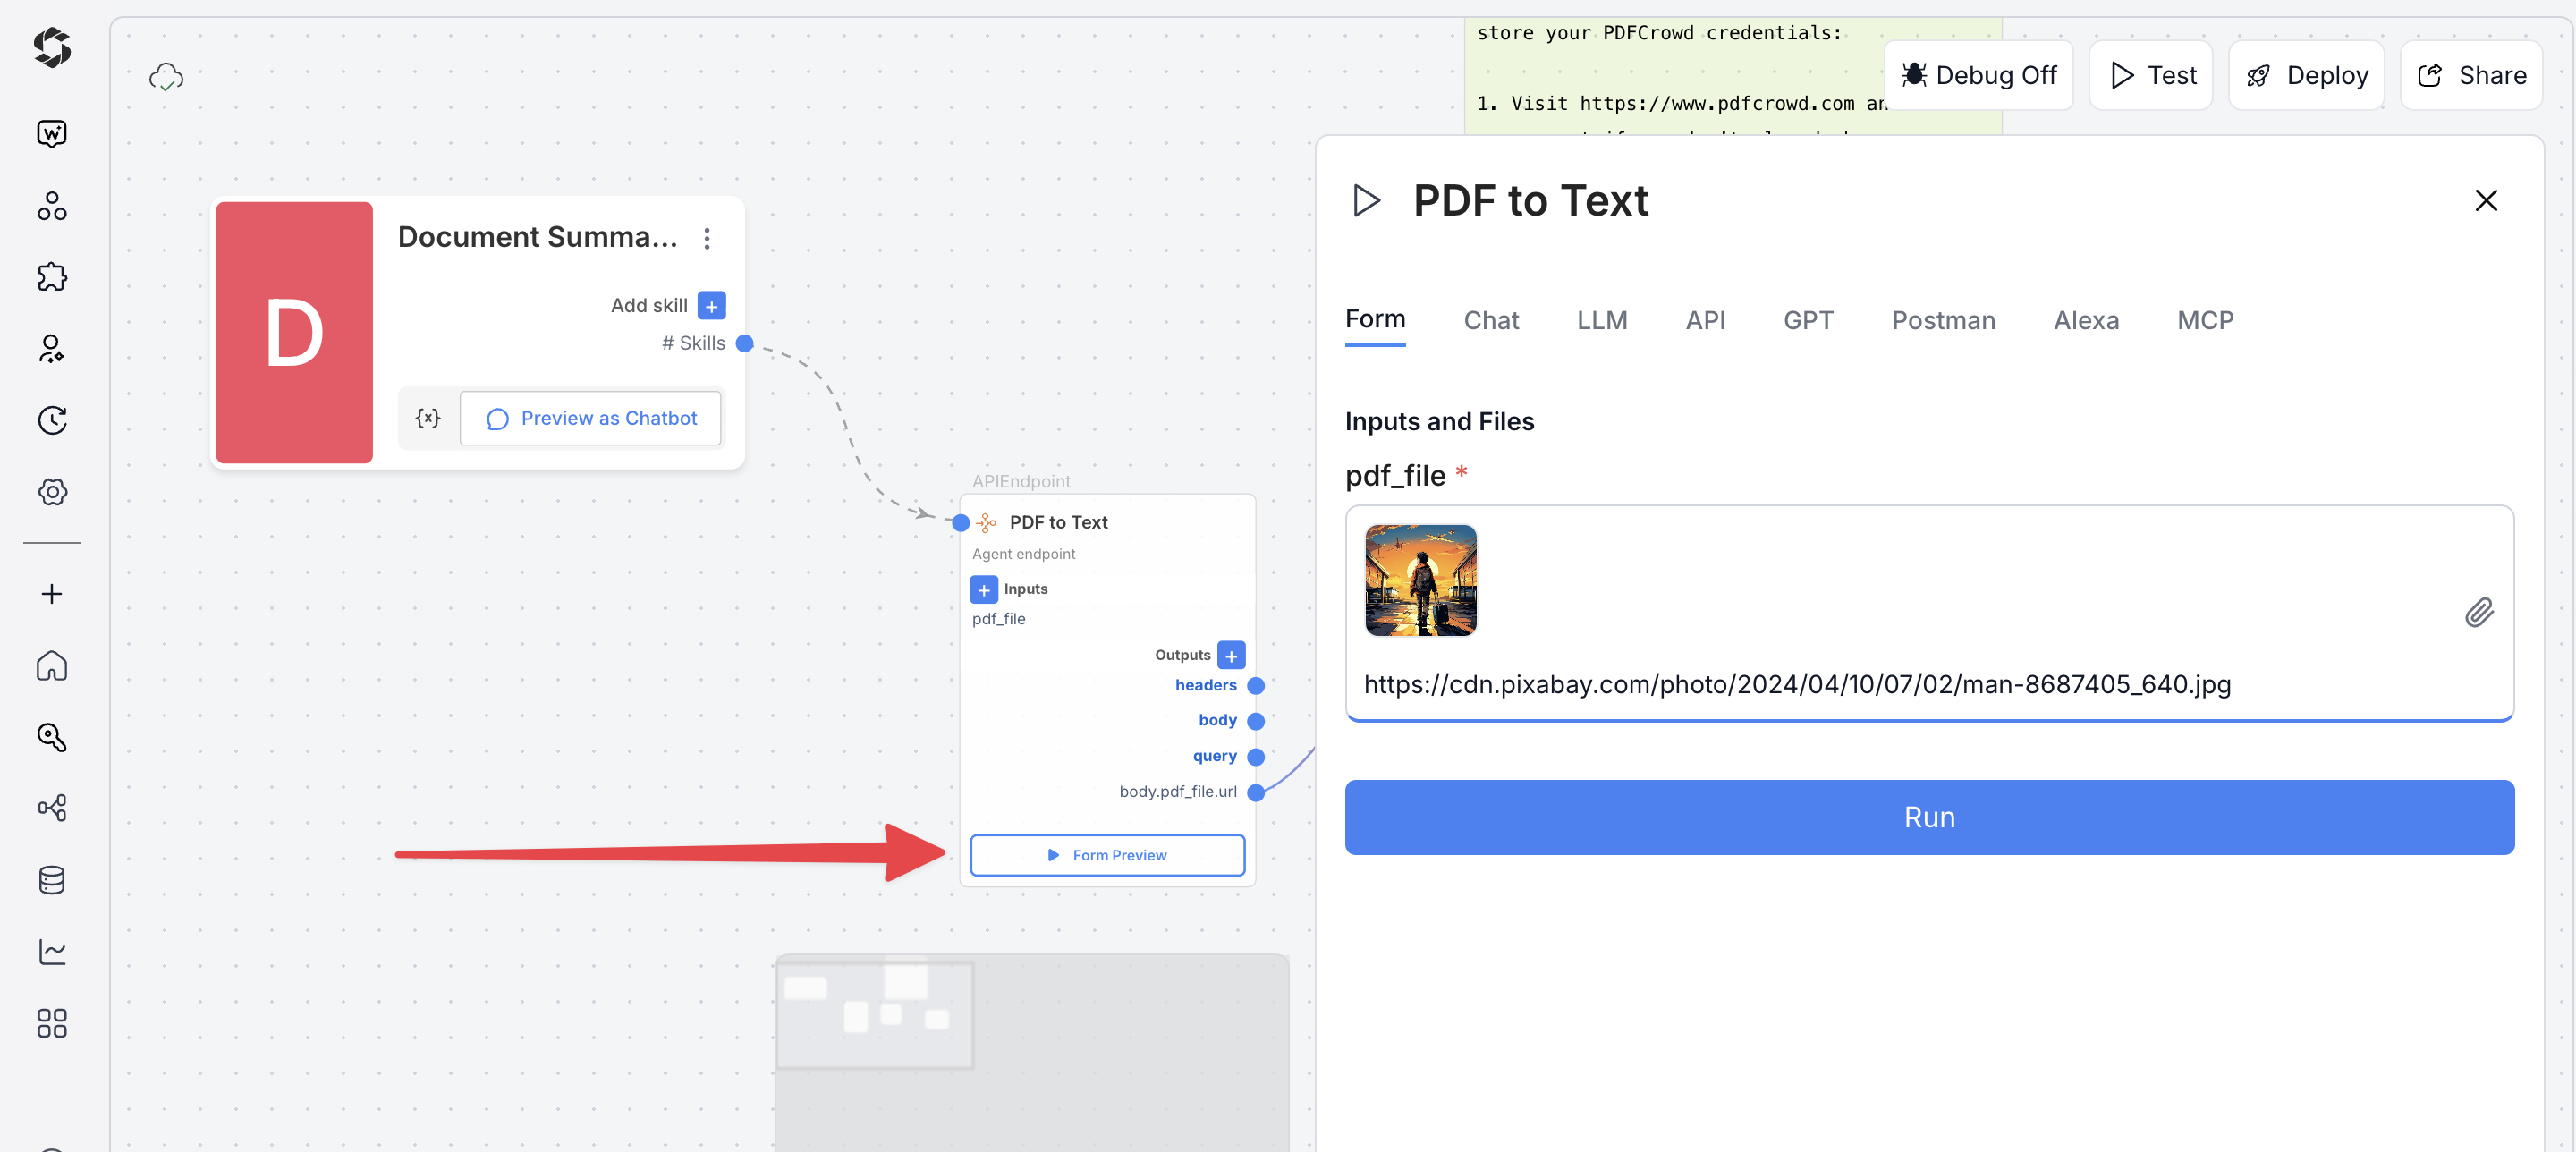 store your PDFCrowd credentials:
1. Visit https://www.pdfcrowd.com an
Debug Off
Test
Deploy
Share
Document Summa...
Add skill
# Skills
D
{x}
Preview as Chatbot
APIEndpoint
PDF to Text
Agent endpoint
Inputs
pdf_file
Outputs
headers
body
query
body.pdf_file.url
Form Preview
PDF to Text
Form
Chat
LLM
API
GPT
Postman
Alexa
MCP
Inputs and Files
pdf_file *
https://cdn.pixabay.com/photo/2024/04/10/07/02/man-8687405_640.jpg
Run